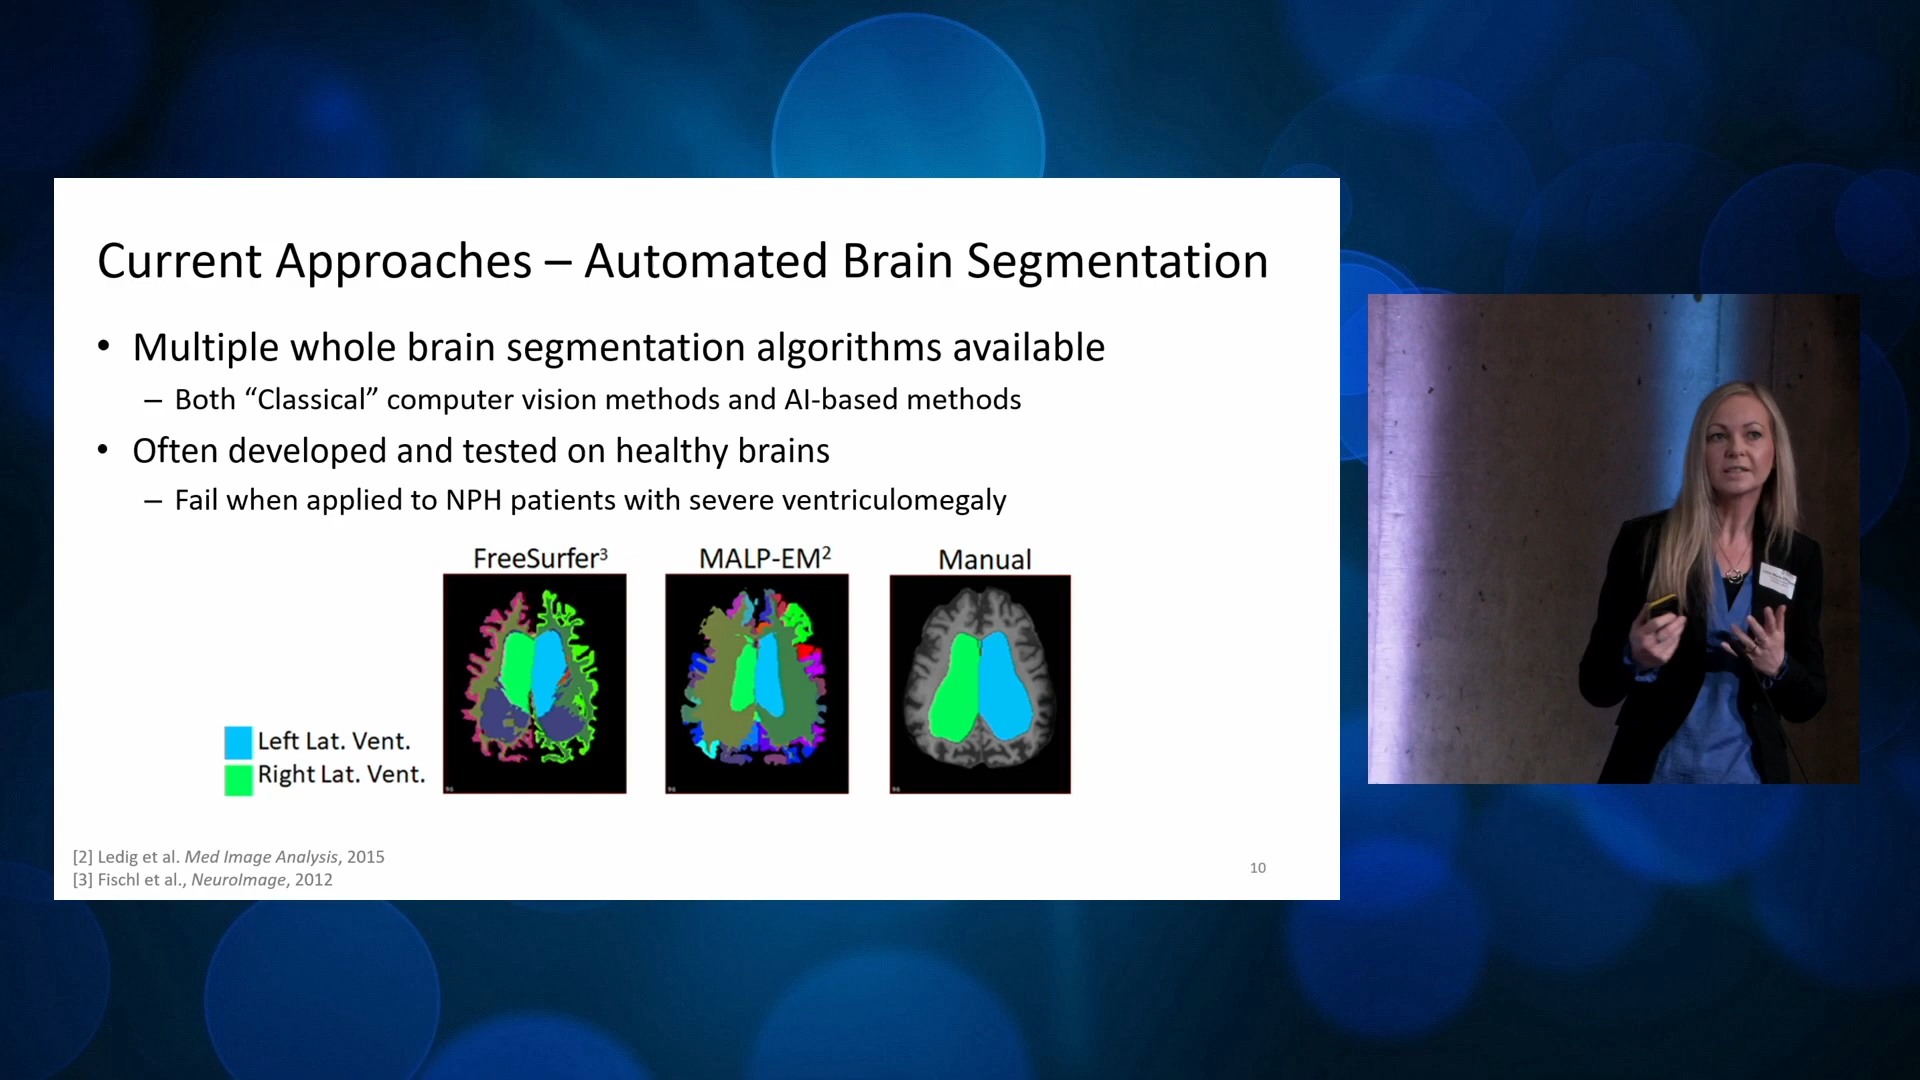 Current Approaches – Automated Brain Segmentation
• Multiple whole brain segmentation algorithms available
– Both “Classical” computer vision methods and AI-based methods
• Often developed and tested on healthy brains
– Fail when applied to NPH patients with severe ventriculomegaly
FreeSurfer³ MALP-EM² Manual
Left Lat. Vent.
Right Lat. Vent.
[2] Ledig et al. Med Image Analysis, 2015
[3] Fischl et al., NeuroImage, 2012
10